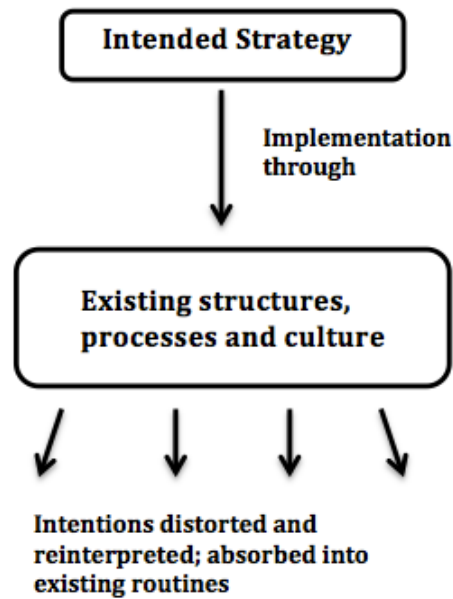 Intended Strategy
Implementation
through
Existing structures,
processes and culture
Intentions distorted and
reinterpreted; absorbed into
existing routines